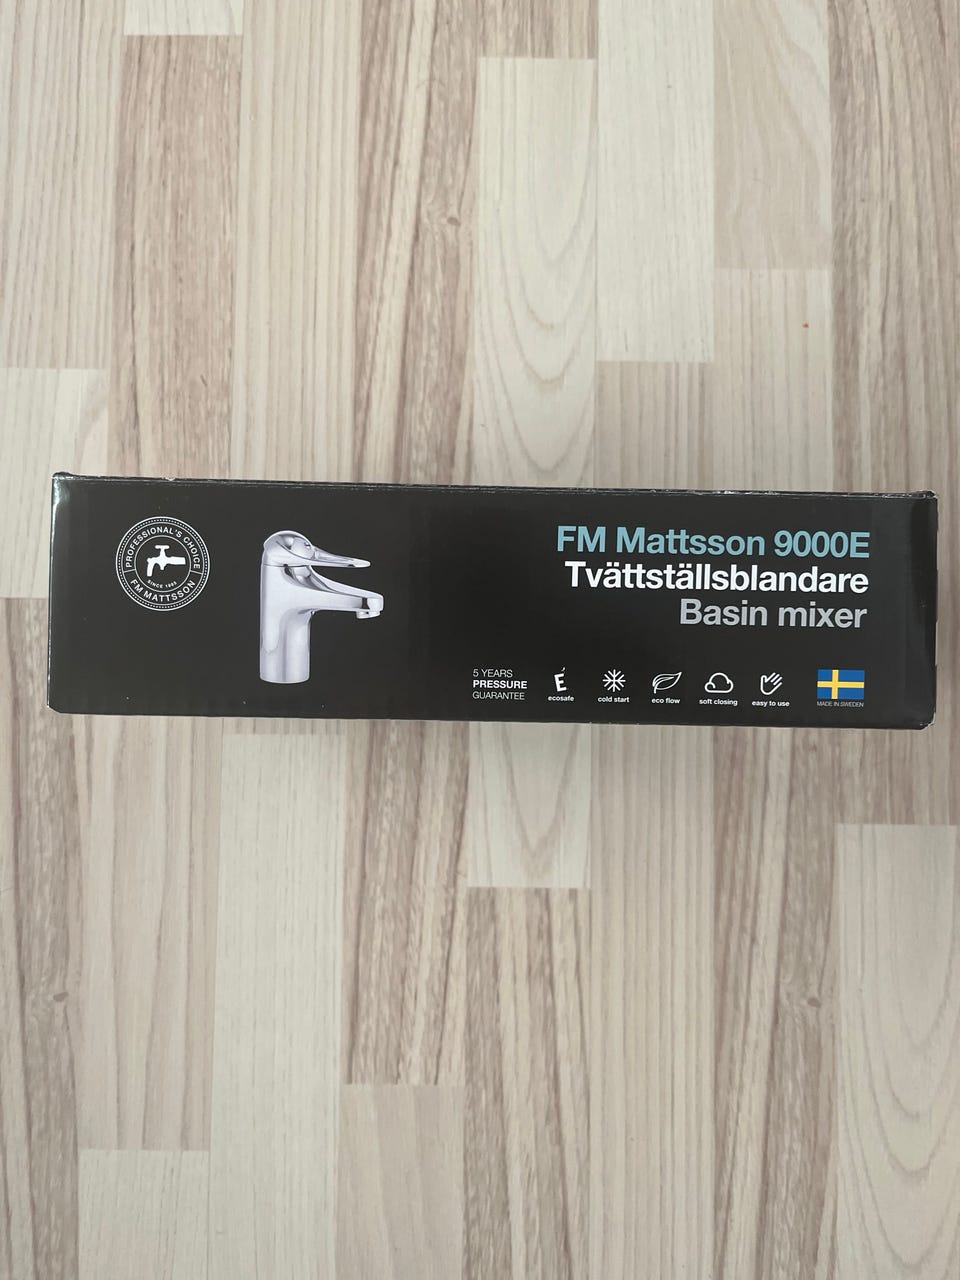 PROFESSIONAL'S CHOICE
SINCE 1865
FM MATTSSON
FM Mattsson 9000E
Tvättställsblandare
Basin mixer
5 YEARS
PRESSURE
GUARANTEE
É
ecosafe
cold start
eco flow
soft closing
easy to use
MADE IN SWEDEN